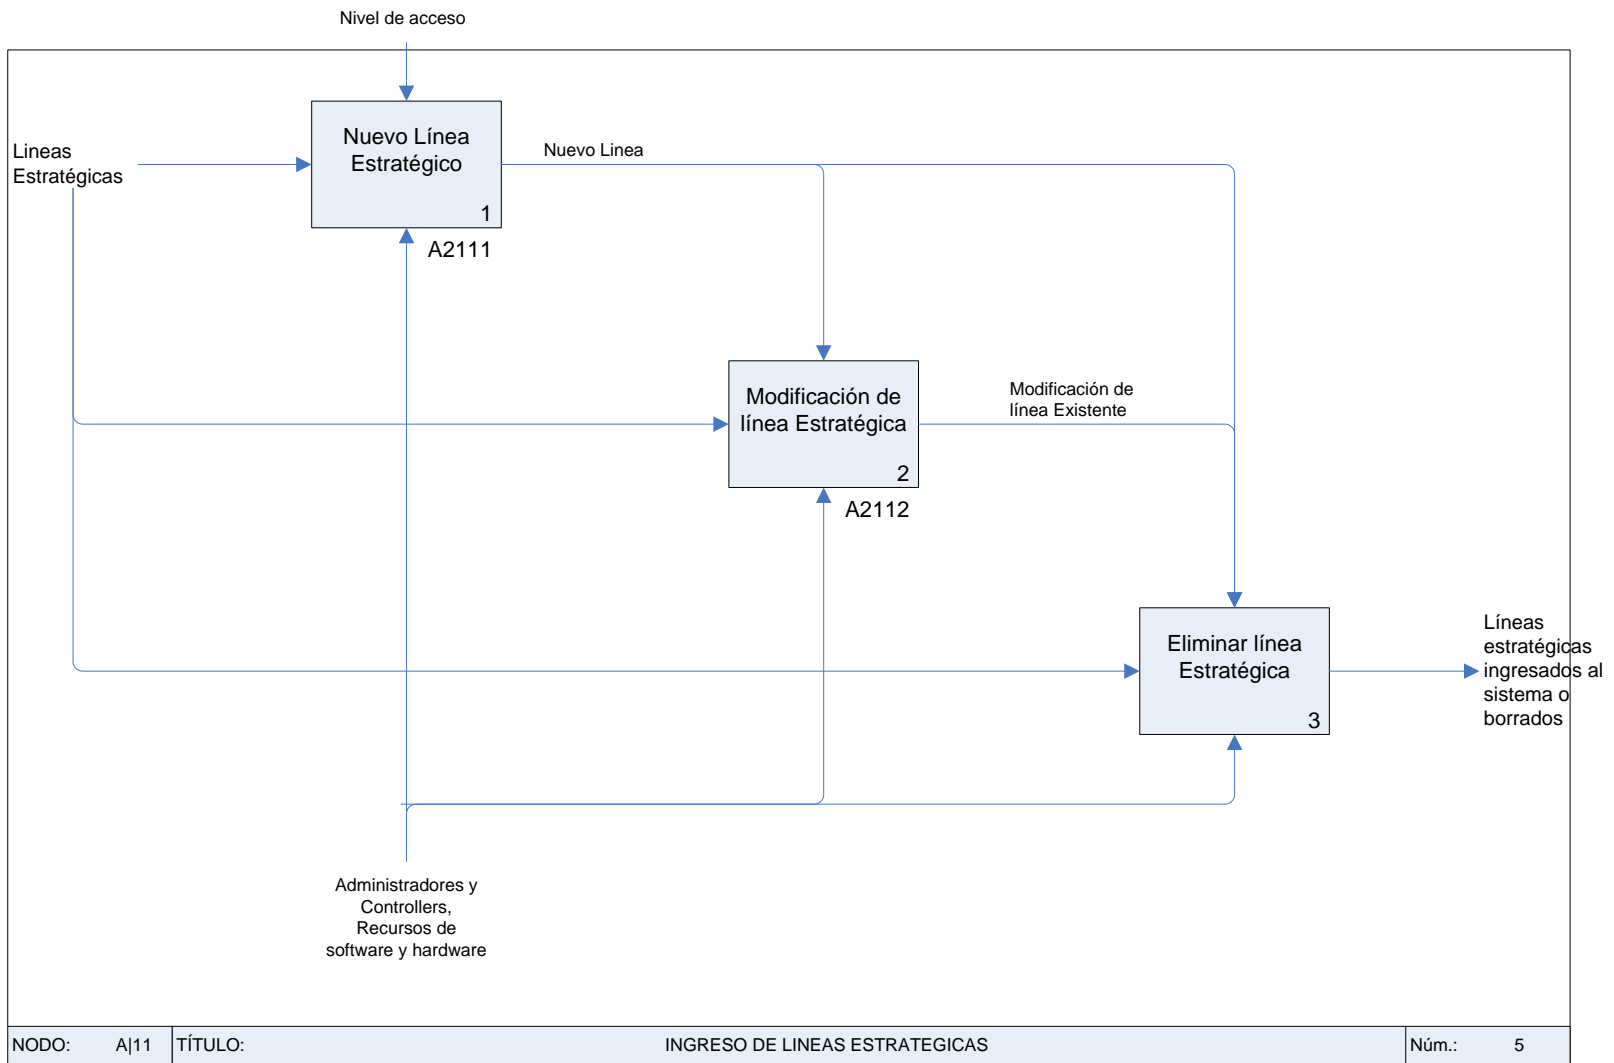 Nivel de acceso
Nuevo Línea
Estratégico
1
A2111
Lineas
Estratégicas
Nuevo Linea
Modificación de
línea Estratégica
2
A2112
Modificación de
línea Existente
Eliminar línea
Estratégica
3
Líneas
estratégicas
ingresados al
sistema o
borrados
Administradores y
Controllers,
Recursos de
software y hardware
NODO: A|11 TÍTULO: INGRESO DE LINEAS ESTRATEGICAS Núm.: 5